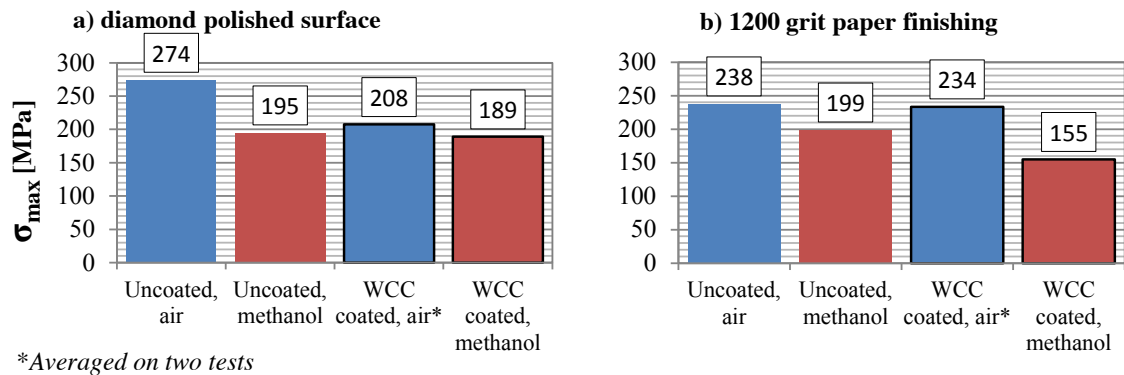 a) diamond polished surface
σmax [MPa]
300
250
200
150
100
50
0
274
195
208
189
Uncoated, air
Uncoated, methanol
WCC coated, air*
WCC coated, methanol
*Averaged on two tests
b) 1200 grit paper finishing
300
250
200
150
100
50
0
238
199
234
155
Uncoated, air
Uncoated, methanol
WCC coated, air*
WCC coated, methanol